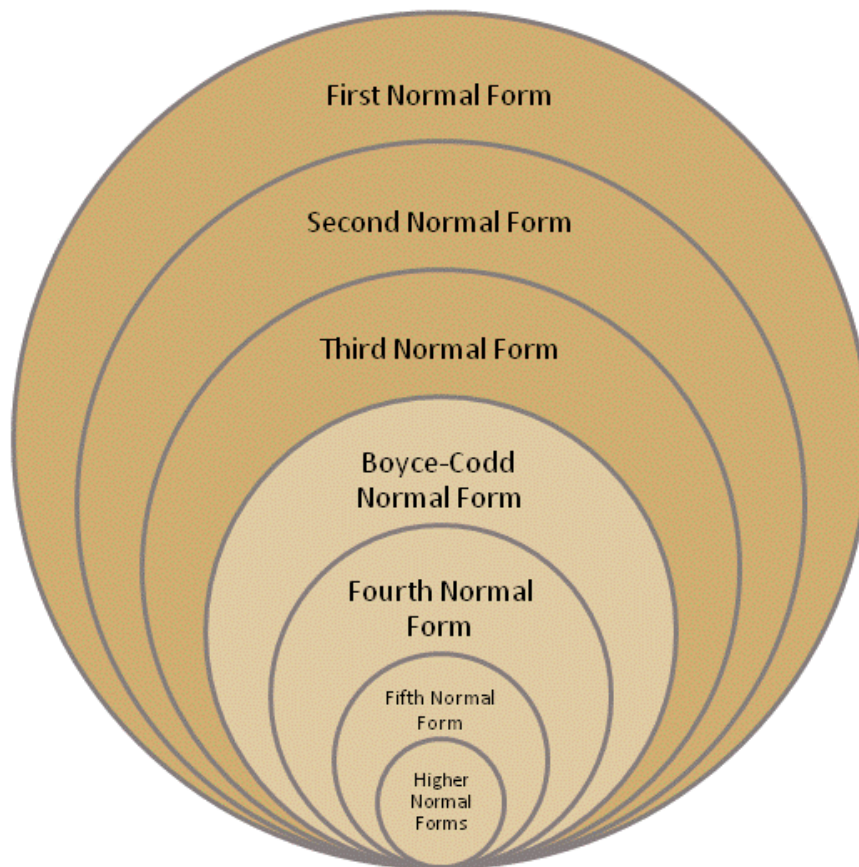 First Normal Form
Second Normal Form
Third Normal Form
Boyce-Codd
Normal Form
Fourth Normal
Form
Fifth Normal
Form
Higher
Normal
Forms